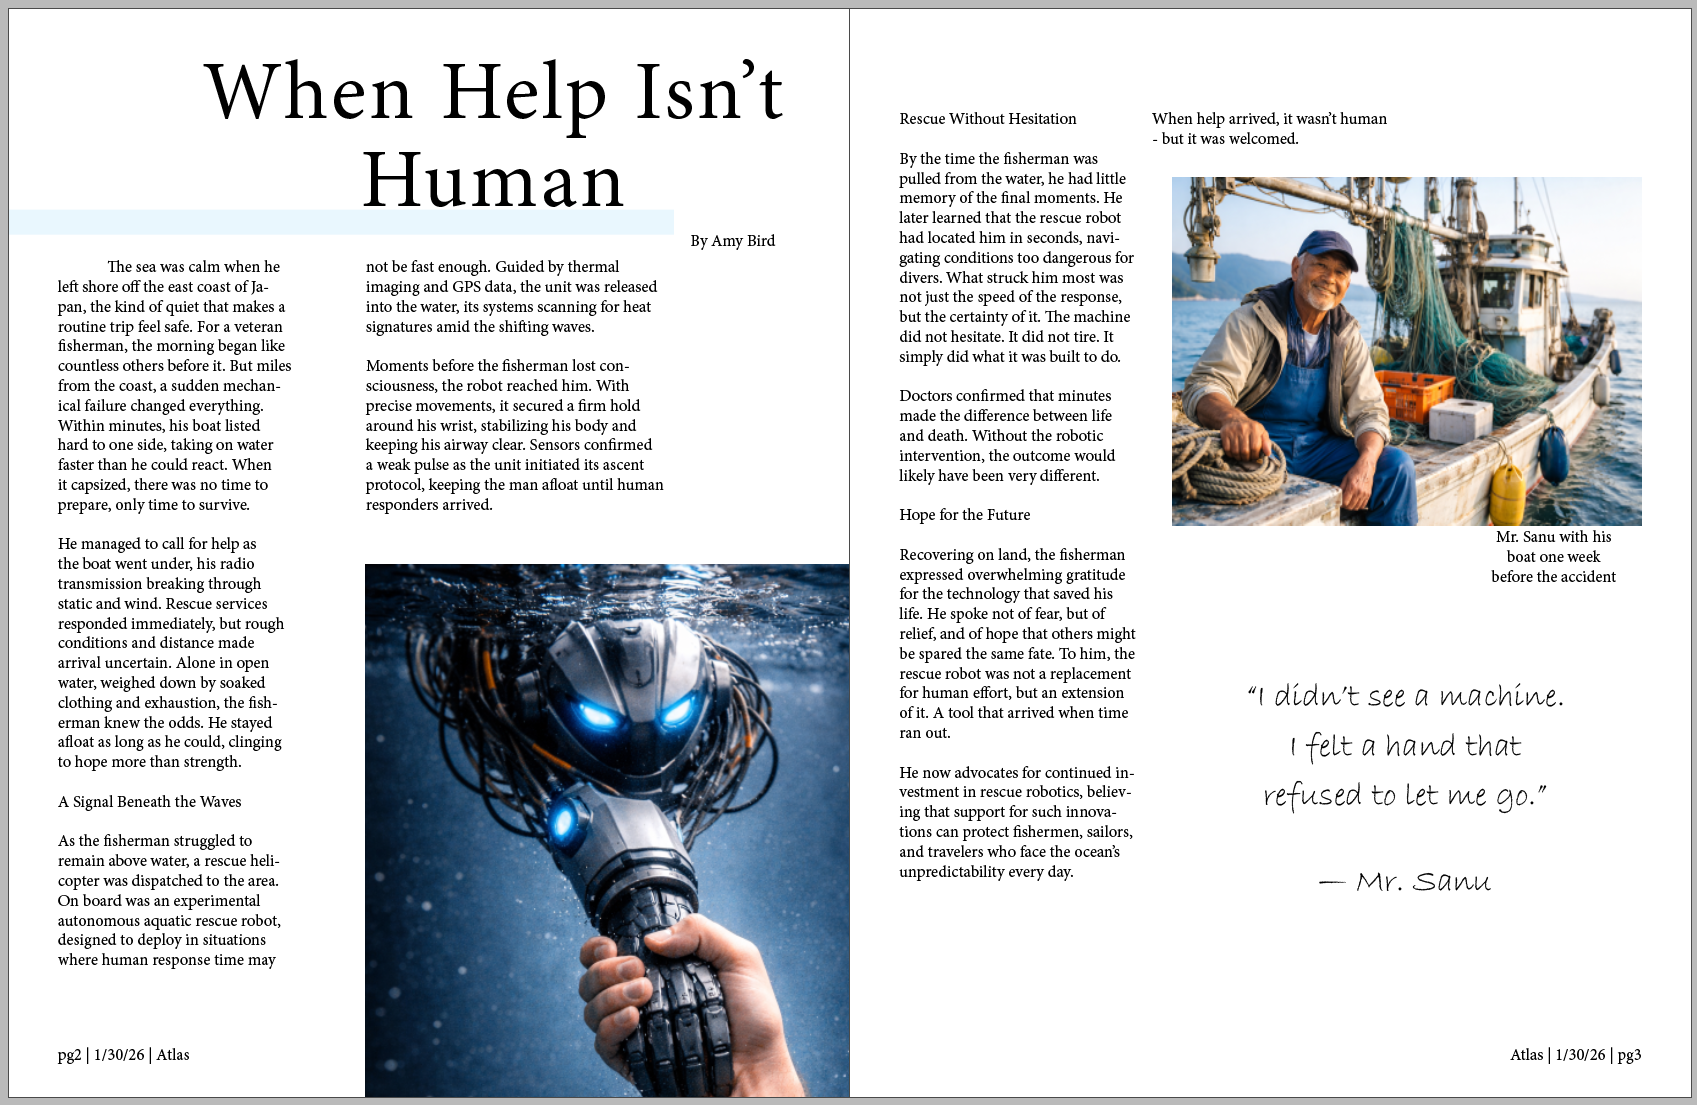 When Help Isn’t
Human
By Amy Bird
The sea was calm when he
left shore off the east coast of Ja-
pan, the kind of quiet that makes a
routine trip feel safe. For a veteran
fisherman, the morning began like
countless others before it. But miles
from the coast, a sudden mechan-
ical failure changed everything.
Within minutes, his boat listed
hard to one side, taking on water
faster than he could react. When
it capsized, there was no time to
prepare, only time to survive.
He managed to call for help as
the boat went under, his radio
transmission breaking through
static and wind. Rescue services
responded immediately, but rough
conditions and distance made
arrival uncertain. Alone in open
water, weighed down by soaked
clothing and exhaustion, the fish-
erman knew the odds. He stayed
afloat as long as he could, clinging
to hope more than strength.
A Signal Beneath the Waves
As the fisherman struggled to
remain above water, a rescue heli-
copter was dispatched to the area.
On board was an experimental
autonomous aquatic rescue robot,
designed to deploy in situations
where human response time may
not be fast enough. Guided by thermal
imaging and GPS data, the unit was released
into the water, its systems scanning for heat
signatures amid the shifting waves.
Moments before the fisherman lost con-
sciousness, the robot reached him. With
precise movements, it secured a firm hold
around his wrist, stabilizing his body and
keeping his airway clear. Sensors confirmed
a weak pulse as the unit initiated its ascent
protocol, keeping the man afloat until human
responders arrived.
pg2 | 1/30/26 | Atlas
Rescue Without Hesitation
By the time the fisherman was
pulled from the water, he had little
memory of the final moments. He
later learned that the rescue robot
had located him in seconds, navi-
gating conditions too dangerous for
divers. What struck him most was
not just the speed of the response,
but the certainty of it. The machine
did not hesitate. It did not tire. It
simply did what it was built to do.
Doctors confirmed that minutes
made the difference between life
and death. Without the robotic
intervention, the outcome would
likely have been very different.
Hope for the Future
Recovering on land, the fisherman
expressed overwhelming gratitude
for the technology that saved his
life. He spoke not of fear, but of
relief, and of hope that others might
be spared the same fate. To him, the
rescue robot was not a replacement
for human effort, but an extension
of it. A tool that arrived when time
ran out.
He now advocates for continued in-
vestment in rescue robotics, believ-
ing that support for such innova-
tions can protect fishermen, sailors,
and travelers who face the ocean’s
unpredictability every day.
When help arrived, it wasn’t human
- but it was welcomed.
Mr. Sanu with his
boat one week
before the accident
“I didn’t see a machine.
I felt a hand that
refused to let me go.”
— Mr. Sanu
Atlas | 1/30/26 | pg3